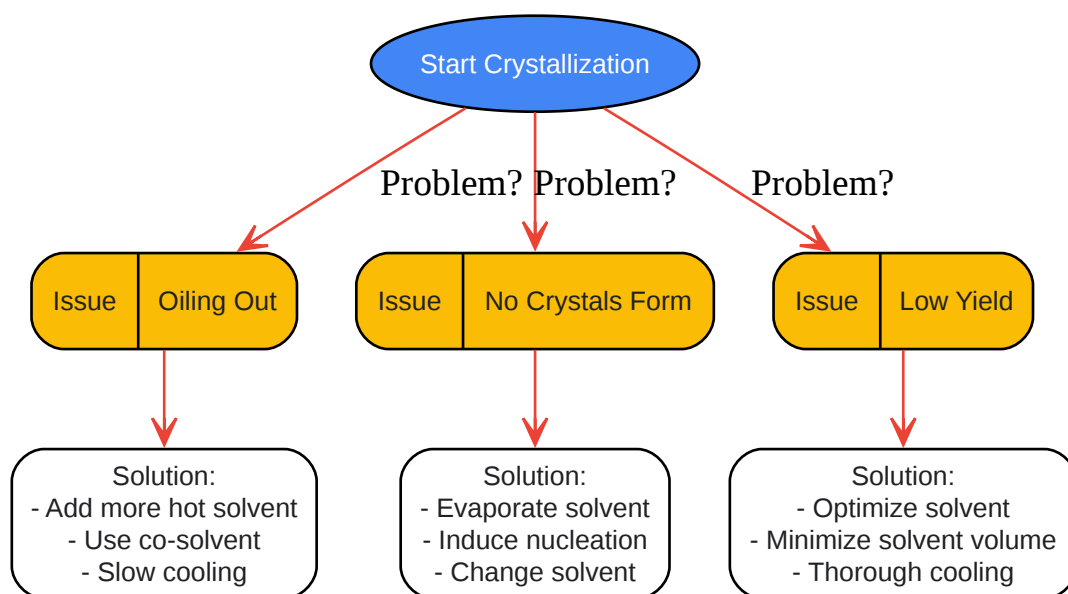 Start Crystallization
Problem? Problem? Problem?
Issue Oiling Out
Issue No Crystals Form
Issue Low Yield
Solution:
- Add more hot solvent
- Use co-solvent
- Slow cooling
Solution:
- Evaporate solvent
- Induce nucleation
- Change solvent
Solution:
- Optimize solvent
- Minimize solvent volume
- Thorough cooling